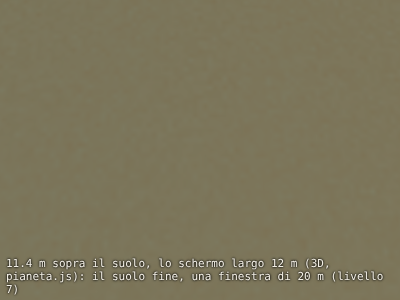 11.4 m sopra il suolo, lo schermo largo 12 m (3D,
pianeta.js): il suolo fine, una finestra di 20 m (livello
7)